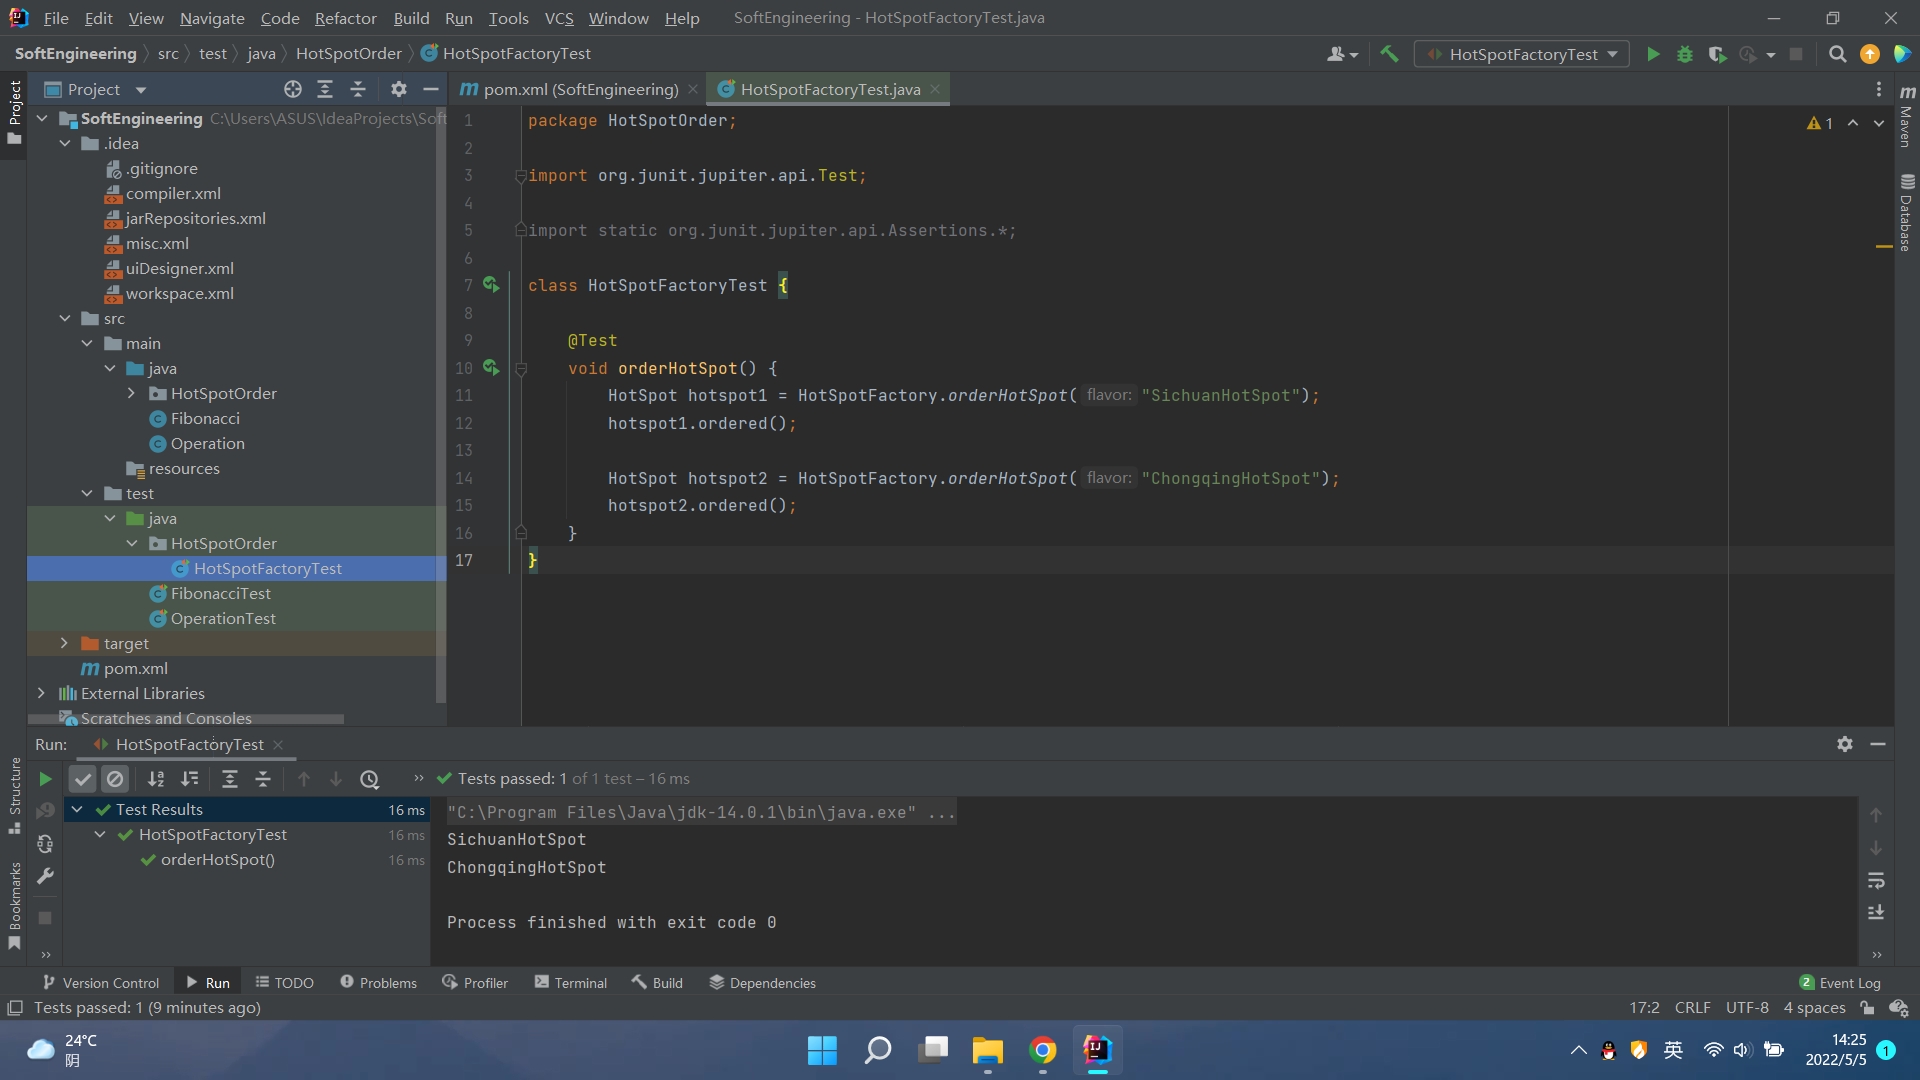 File Edit View Navigate Code Refactor Build Run Tools VCS Window Help SoftEngineering - HotSpotFactoryTest.java
SoftEngineering src test java HotSpotOrder HotSpotFactoryTest
HotSpotFactoryTest
Project
pom.xml (SoftEngineering)
HotSpotFactoryTest.java
Project
Maven
Database
Structure
Bookmarks
SoftEngineering C:\Users\ASUS\IdeaProjects\Soft
.idea
.gitignore
compiler.xml
jarRepositories.xml
misc.xml
uiDesigner.xml
workspace.xml
src
main
java
HotSpotOrder
Fibonacci
Operation
resources
test
java
HotSpotOrder
HotSpotFactoryTest
FibonacciTest
OperationTest
target
pom.xml
External Libraries
Scratches and Consoles
1 package HotSpotOrder;
2
3 import org.junit.jupiter.api.Test;
4
5 import static org.junit.jupiter.api.Assertions.*;
6
7 class HotSpotFactoryTest {
8
9 @Test
10 void orderHotSpot() {
11 HotSpot hotspot1 = HotSpotFactory.orderHotSpot( flavor: "SichuanHotSpot");
12 hotspot1.ordered();
13
14 HotSpot hotspot2 = HotSpotFactory.orderHotSpot( flavor: "ChongqingHotSpot");
15 hotspot2.ordered();
16 }
17 }
1
Run: HotSpotFactoryTest
Tests passed: 1 of 1 test – 16 ms
Test Results 16 ms
HotSpotFactoryTest 16 ms
orderHotSpot() 16 ms
"C:\Program Files\Java\jdk-14.0.1\bin\java.exe" ...
SichuanHotSpot
ChongqingHotSpot
Process finished with exit code 0
Version Control Run TODO Problems Profiler Terminal Build Dependencies 2 Event Log
Tests passed: 1 (9 minutes ago) 17:2 CRLF UTF-8 4 spaces
24°C
阴
英
14:25
2022/5/5
1